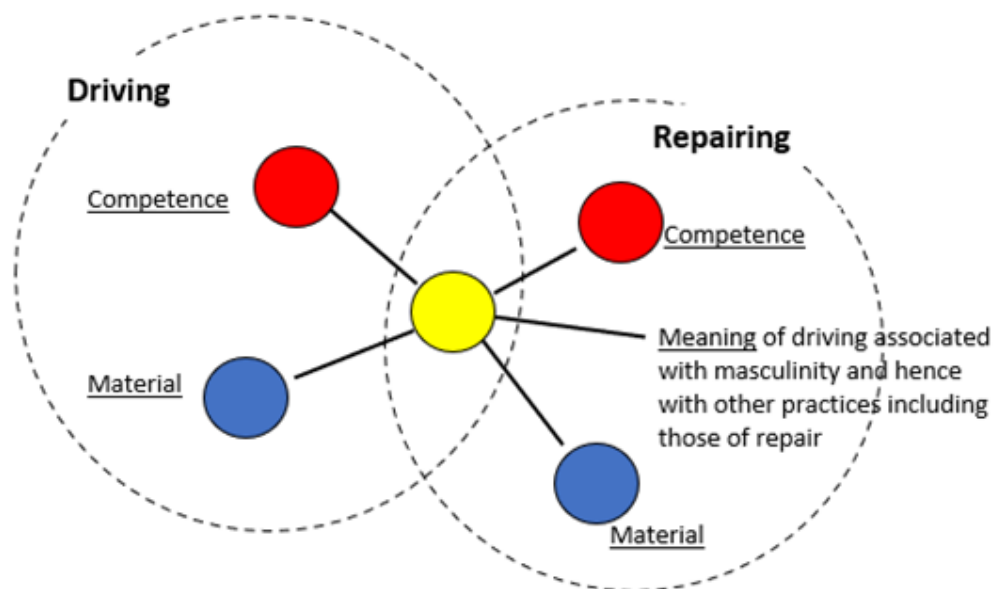 Driving
Repairing
Competence
Competence
Material
Meaning of driving associated
with masculinity and hence
with other practices including
those of repair
Material